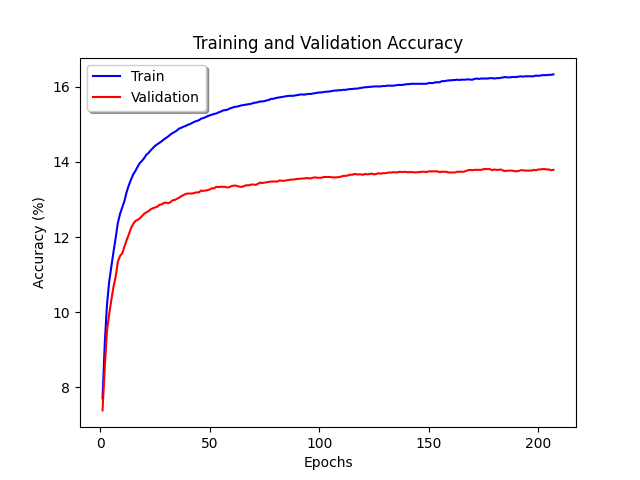 Training and Validation Accuracy
Train
Validation
16
14
12
10
8
Accuracy (%)
0
50
100
150
200
Epochs